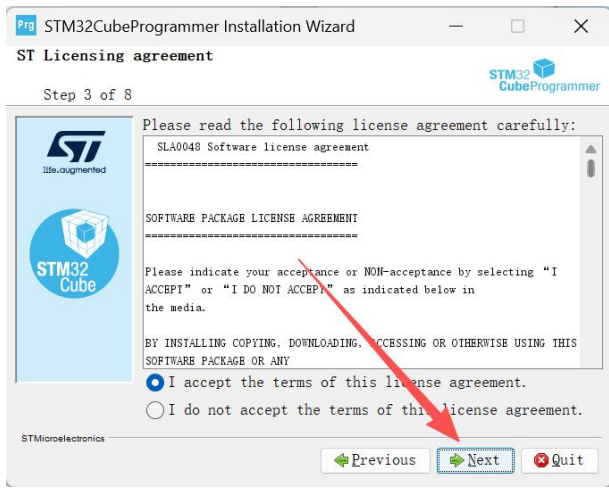 Prg STM32CubeProgrammer Installation Wizard
ST Licensing agreement
Step 3 of 8
STM32
CubeProgrammer
life.augmented
STM32
Cube
Please read the following license agreement carefully:
SLA0048 Software license agreement
==================================
SOFTWARE PACKAGE LICENSE AGREEMENT
==================================
Please indicate your acceptance or NON-acceptance by selecting “I
ACCEPT” or “I DO NOT ACCEPT” as indicated below in
the media.
BY INSTALLING COPYING, DOWNLOADING, ACCESSING OR OTHERWISE USING THIS
SOFTWARE PACKAGE OR ANY
I accept the terms of this license agreement.
I do not accept the terms of this license agreement.
STMicroelectronics
Previous Next Quit